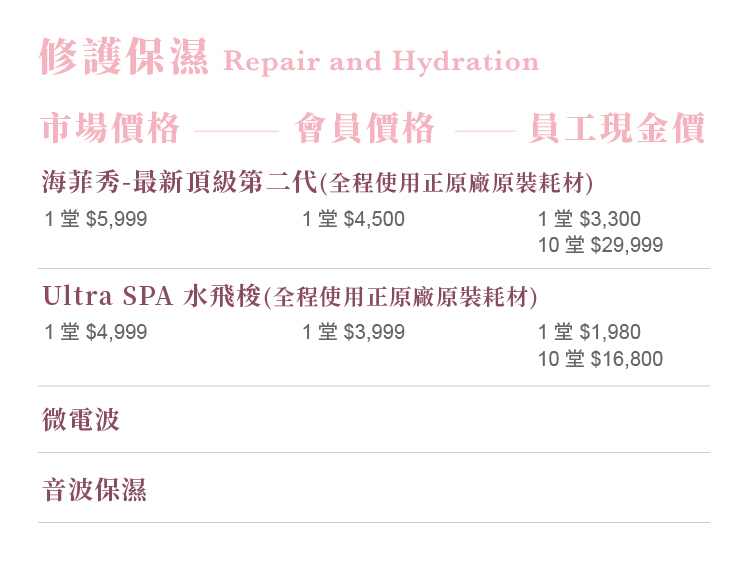 修護保濕 Repair and Hydration
市場價格 會員價格 員工現金價
海菲秀-最新頂級第二代(全程使用正原廠原裝耗材)
1 堂 $5,999 1 堂 $4,500 1 堂 $3,300
10 堂 $29,999
Ultra SPA 水飛梭(全程使用正原廠原裝耗材)
1 堂 $4,999 1 堂 $3,999 1 堂 $1,980
10 堂 $16,800
微電波
音波保濕